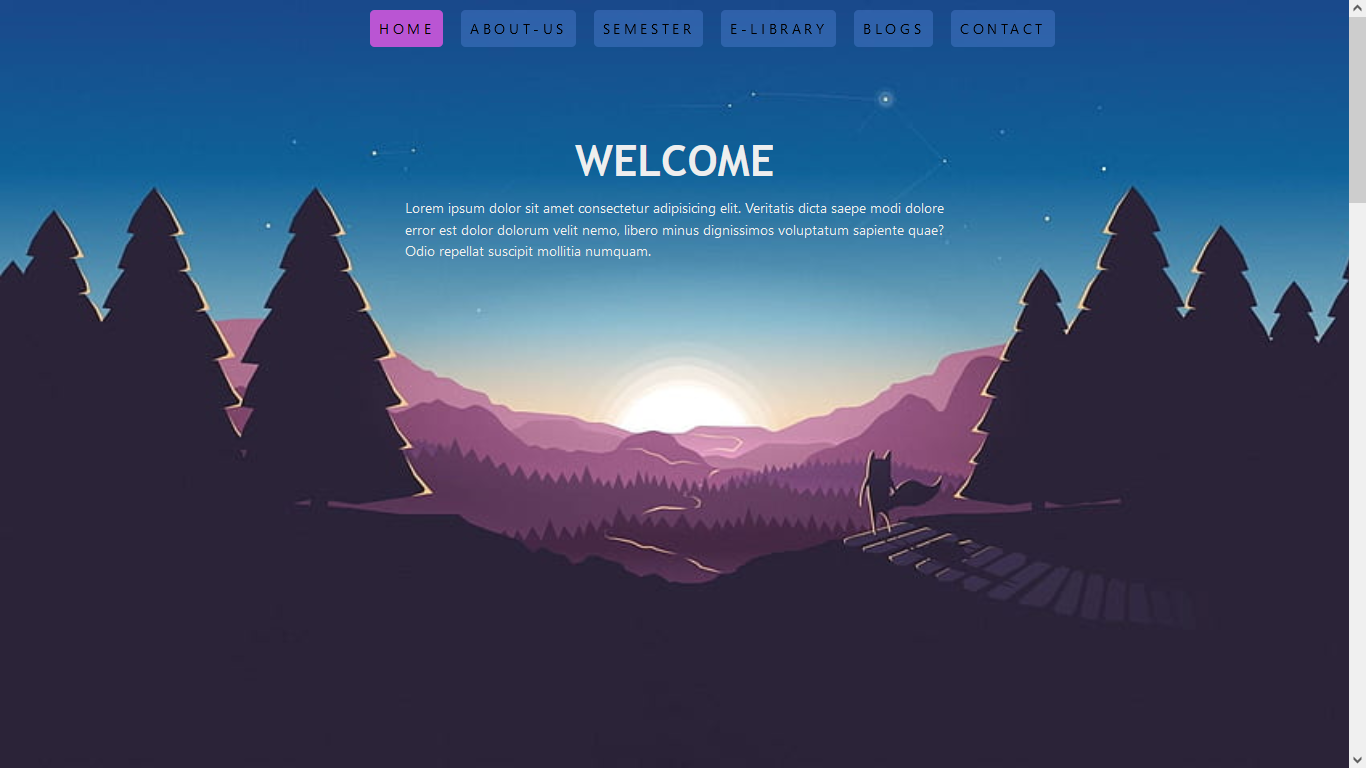 HOME ABOUT-US SEMESTER E-LIBRARY BLOGS CONTACT
WELCOME
Lorem ipsum dolor sit amet consectetur adipisicing elit. Veritatis dicta saepe modi dolore
error est dolor dolorum velit nemo, libero minus dignissimos voluptatum sapiente quae?
Odio repellat suscipit mollitia numquam.